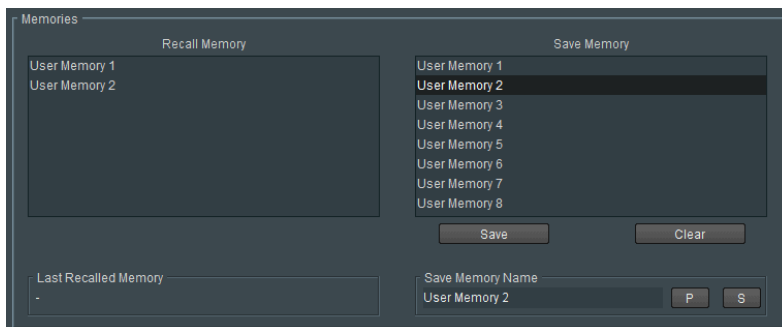 Memories
Recall Memory
User Memory 1
User Memory 2
Save Memory
User Memory 1
User Memory 2
User Memory 3
User Memory 4
User Memory 5
User Memory 6
User Memory 7
User Memory 8
Save
Clear
Last Recalled Memory
-
Save Memory Name
User Memory 2
P
S